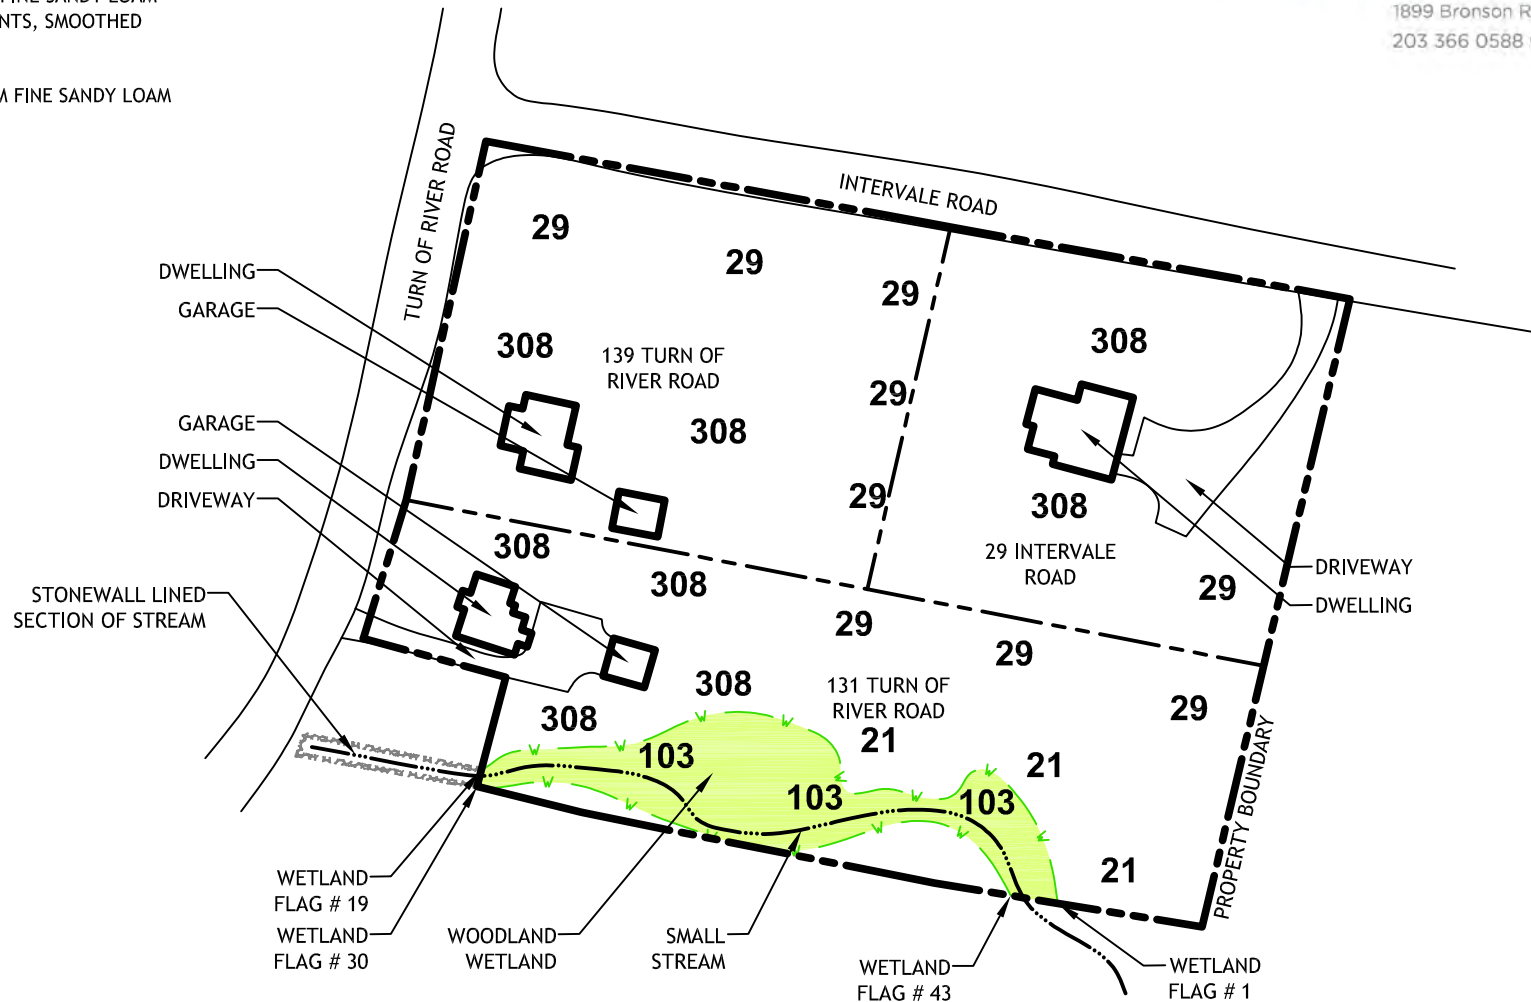 FINE SANDY LOAM
NTS, SMOOTHED
M FINE SANDY LOAM
1899 Bronson R
203 366 0588
TURN OF RIVER ROAD
INTERVALE ROAD
29
29
29
DWELLING
GARAGE
308
139 TURN OF
RIVER ROAD
308
29
308
GARAGE
DWELLING
DRIVEWAY
29
308
308
308
29 INTERVALE
ROAD
29
DRIVEWAY
DWELLING
STONEWALL LINED
SECTION OF STREAM
29
29
308
131 TURN OF
RIVER ROAD
29
308
21
103
21
103
103
PROPERTY BOUNDARY
21
WETLAND
FLAG # 19
WETLAND
FLAG # 30
WOODLAND
WETLAND
SMALL
STREAM
WETLAND
FLAG # 43
WETLAND
FLAG # 1